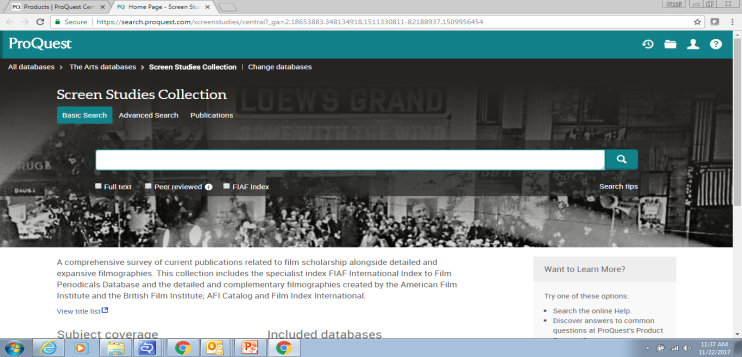 PQ Products | ProQuest Cen
PQ Home Page - Screen Stu
Secure | https://search.proquest.com/screenstudies/central?_ga=2.18653883.348134918.1511330811-82188937.1509956454
ProQuest
All databases > The Arts databases > Screen Studies Collection | Change databases
Screen Studies Collection
Basic Search Advanced Search Publications
LOEW'S GRAND
WITH THE WIND
Full text Peer reviewed FIAF Index Search tips
A comprehensive survey of current publications related to film scholarship alongside detailed and
expansive filmographies. This collection includes the specialist index FIAF International Index to Film
Periodicals Database and the detailed and complementary filmographies created by the American Film
Institute and the British Film Institute; AFI Catalog and Film Index International.
View title list
Subject coverage Included databases
Want to Learn More?
Try one of these options:
Search the online Help.
Discover answers to common
questions at ProQuest's Product
11:37 AM
11/22/2017